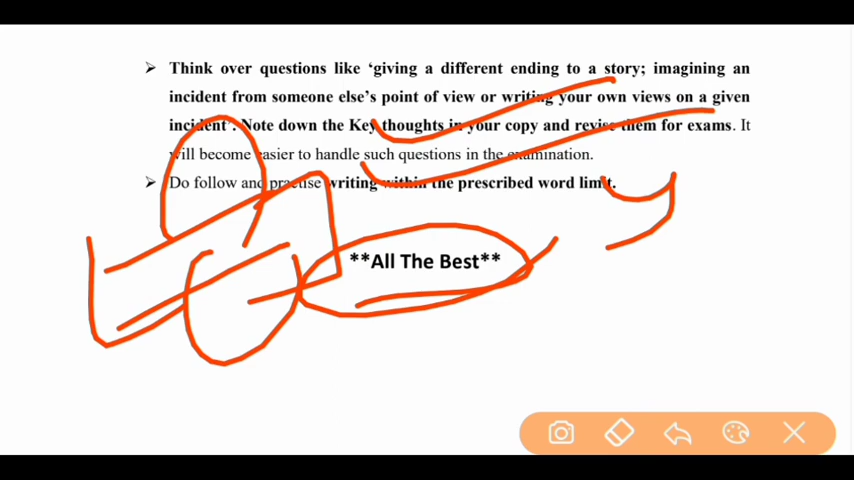 ➢ Think over questions like ‘giving a different ending to a story; imagining an
incident from someone else’s point of view or writing your own views on a given
incident’. Note down the Key thoughts in your copy and revise them for exams. It
will become easier to handle such questions in the examination.
➢ Do follow and practise writing within the prescribed word limit.
**All The Best**